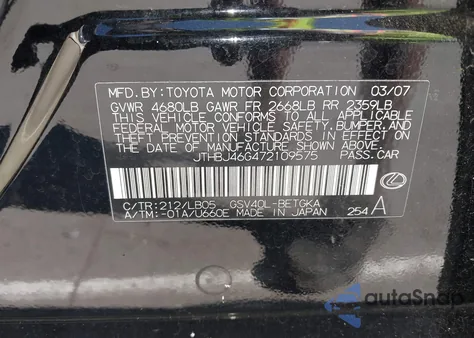 MFD.BY:TOYOTA MOTOR CORPORATION 03/07
GVWR 4680LB GAWR FR 2668LB RR 2359LB
THIS VEHICLE CONFORMS TO ALL APPLICABLE
FEDERAL MOTOR VEHICLE SAFETY, BUMPER, AND
THEFT PREVENTION STANDARDS IN EFFECT ON
THE DATE OF MANUFACTURE SHOWN ABOVE.
JTHBJ46G472109575 PASS.CAR
C/TR:212/LB05 GSV40L-BETGKA
A/TM:-01A/U660E MADE IN JAPAN 254 A
autoSnap